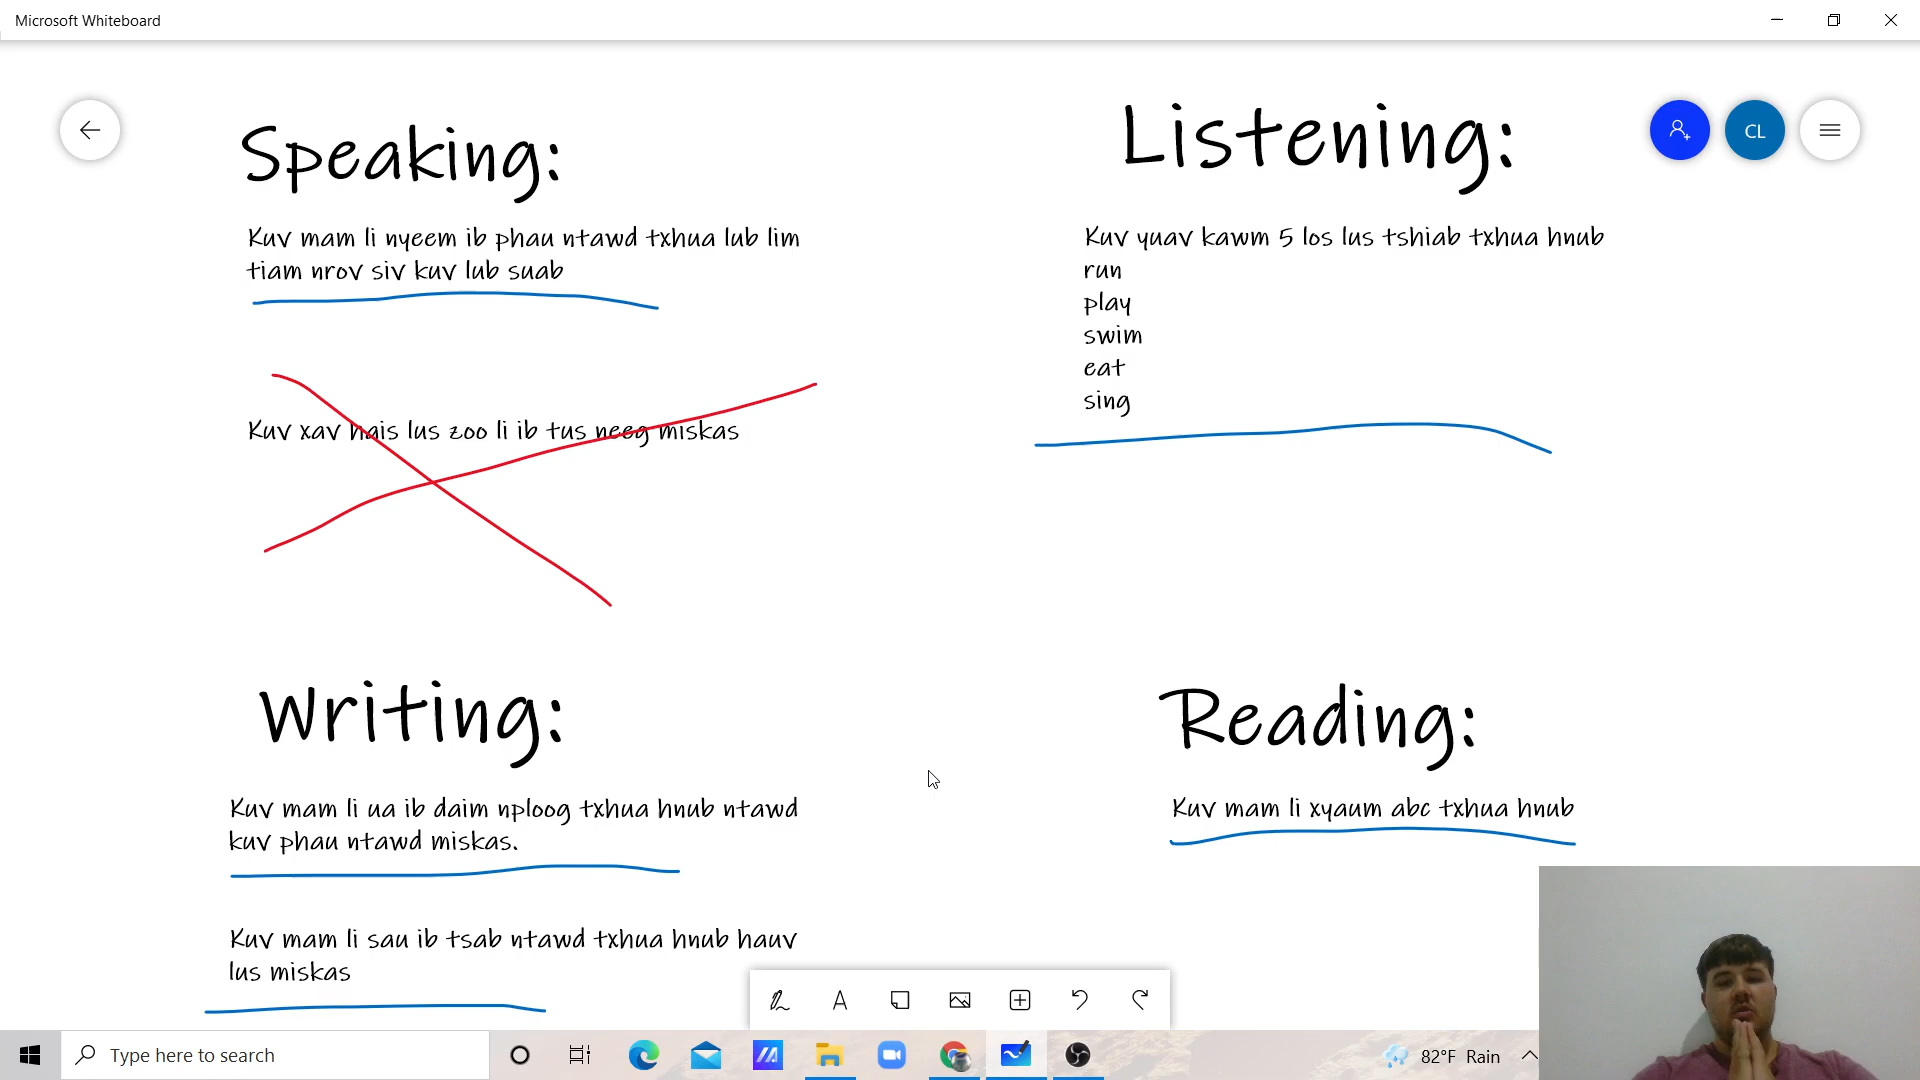 Microsoft Whiteboard
Speaking:
Kuv mam li nyeem ib phau ntawd txhua lub lim
tiam nrov siv kuv lub suab
Kuv xav hais lus zoo li ib tus neeg miskas
Listening:
CL
Kuv yuav kawm 5 los lus tshiab txhua hnub
run
play
swim
eat
sing
Writing:
Kuv mam li ua ib daim nploog txhua hnub ntawd
kuv phau ntawd miskas.
Kuv mam li sau ib tsab ntawd txhua hnub hauv
lus miskas
Reading:
Kuv mam li xyaum abc txhua hnub
Type here to search
82°F Rain